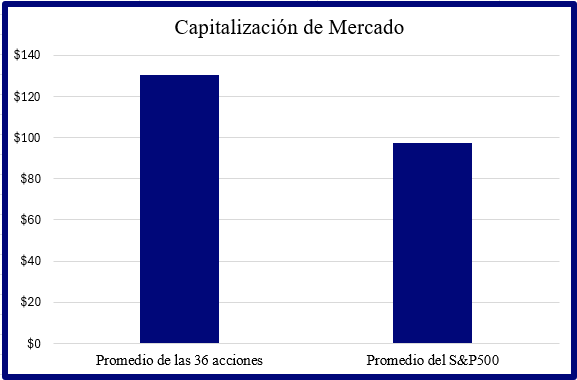 Capitalización de Mercado
$140
$120
$100
$80
$60
$40
$20
$0
Promedio de las 36 acciones
Promedio del S&P500